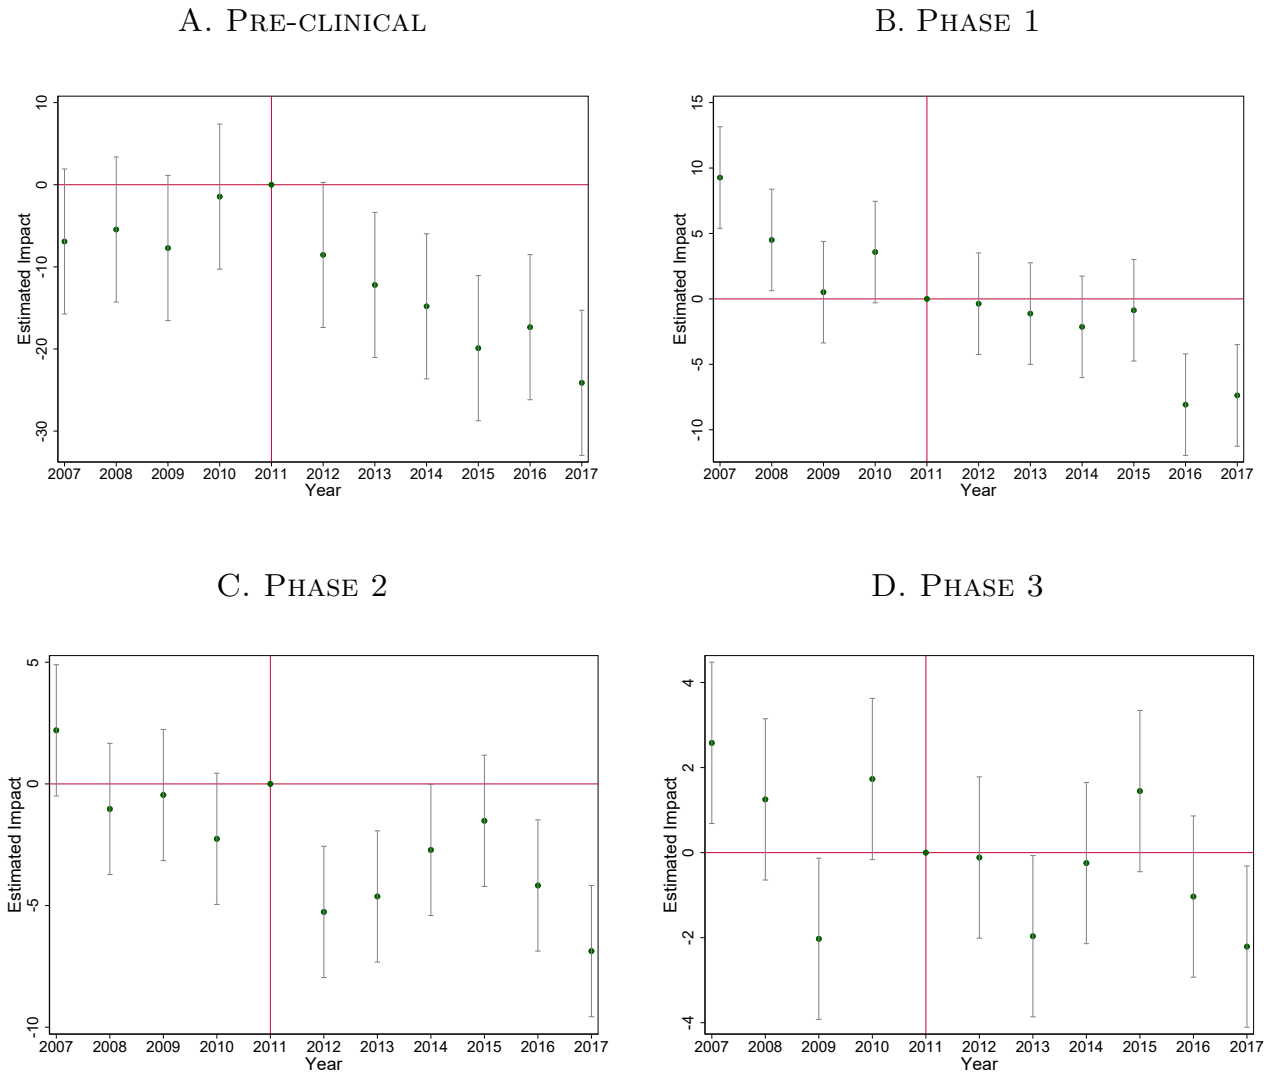 A. PRE-CLINICAL
10
0
-10
-20
-30
Estimated Impact
2007 2008 2009 2010 2011 2012 2013 2014 2015 2016 2017
Year
B. PHASE 1
15
10
5
0
-5
-10
Estimated Impact
2007 2008 2009 2010 2011 2012 2013 2014 2015 2016 2017
Year
C. PHASE 2
5
0
-5
-10
Estimated Impact
2007 2008 2009 2010 2011 2012 2013 2014 2015 2016 2017
Year
D. PHASE 3
4
2
0
-2
-4
Estimated Impact
2007 2008 2009 2010 2011 2012 2013 2014 2015 2016 2017
Year